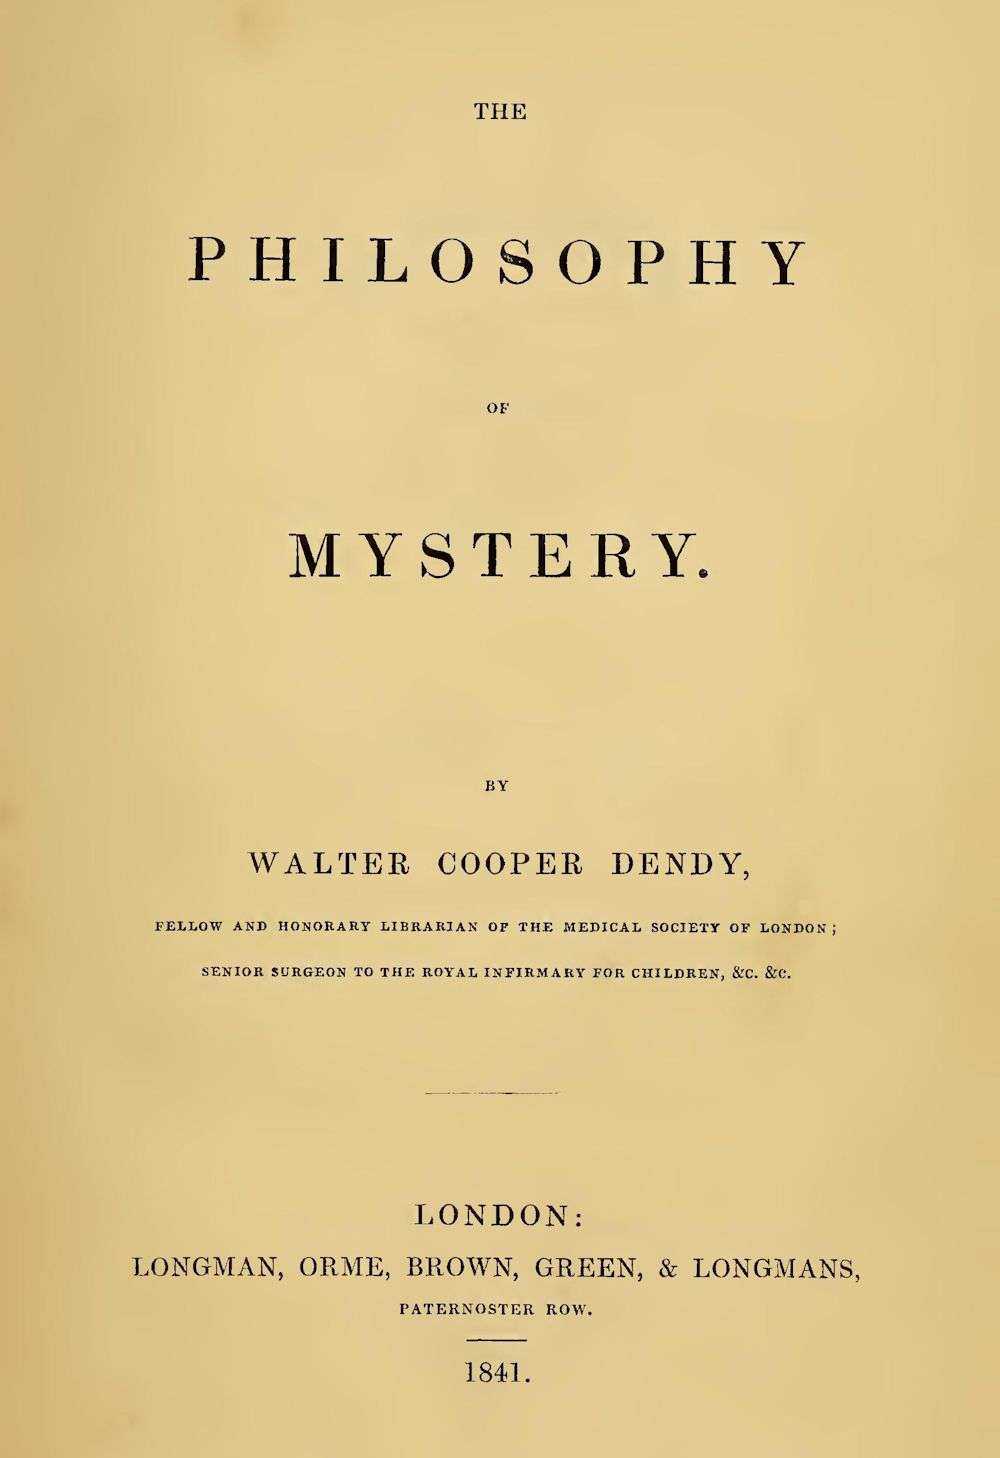 THE
PHILOSOPHY
OF
MYSTERY.
BY
WALTER COOPER DENDY,
FELLOW AND HONORARY LIBRARIAN OF THE MEDICAL SOCIETY OF LONDON;
SENIOR SURGEON TO THE ROYAL INFIRMARY FOR CHILDREN, &c. &c.
LONDON:
LONGMAN, ORME, BROWN, GREEN, & LONGMANS,
PATERNOSTER ROW.
1841.